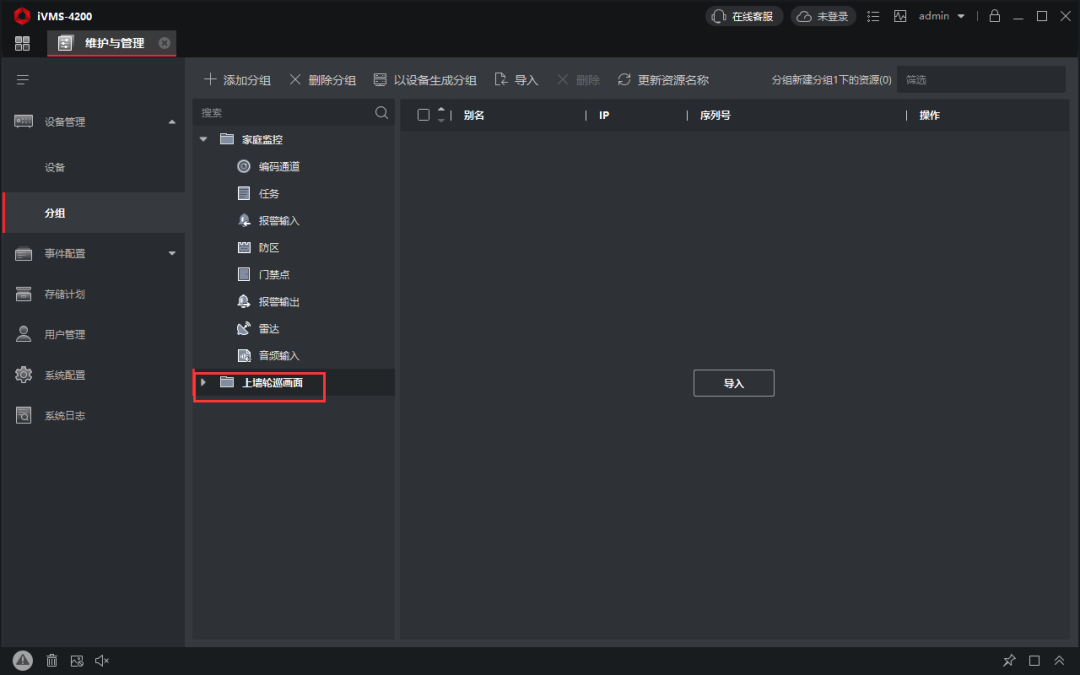 iVMS-4200
在线客服
未登录
admin
维护与管理
添加分组
删除分组
以设备生成分组
导入
删除
更新资源名称
分组新建分组1下的资源(0)
筛选
设备管理
设备
分组
事件配置
存储计划
用户管理
系统配置
系统日志
搜索
家庭监控
编码通道
任务
报警输入
防区
门禁点
报警输出
雷达
音频输入
上墙轮巡画面
别名
IP
序列号
操作
导入